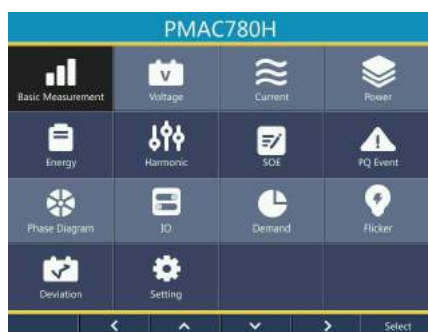 PMAC780H
Basic Measurement Voltage Current Power
Energy Harmonic SOE PQ Event
Phase Diagram IO Demand Flicker
Deviation Setting
Select